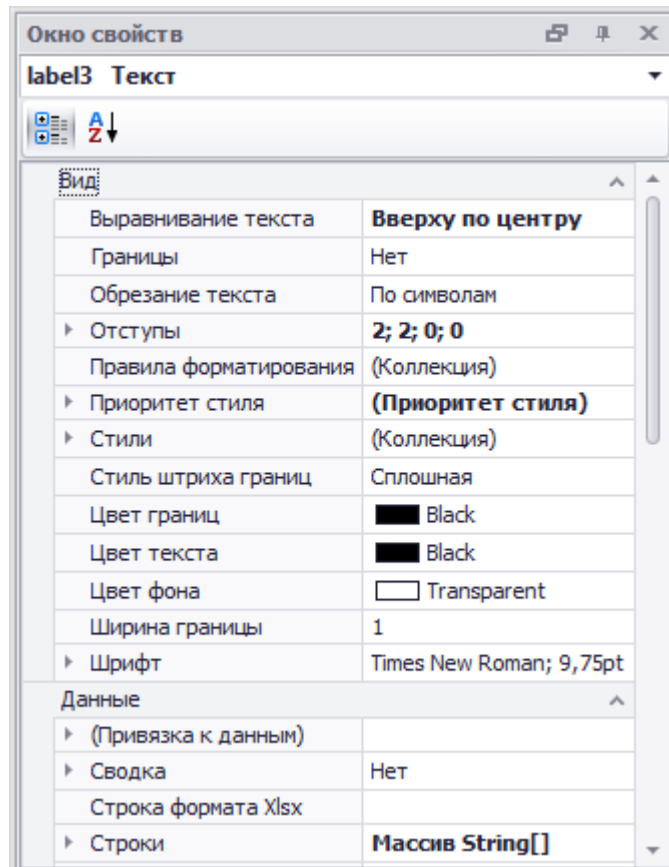 Окно свойств
label3 Текст
Вид
Выравнивание текста Вверху по центру
Границы Нет
Обрезание текста По символам
Отступы 2; 2; 0; 0
Правила форматирования (Коллекция)
Приоритет стиля (Приоритет стиля)
Стили (Коллекция)
Стиль штриха границ Сплошная
Цвет границ Black
Цвет текста Black
Цвет фона Transparent
Ширина границы 1
Шрифт Times New Roman; 9,75pt
Данные
(Привязка к данным)
Сводка Нет
Строка формата Xlsx
Строки Массив String[]